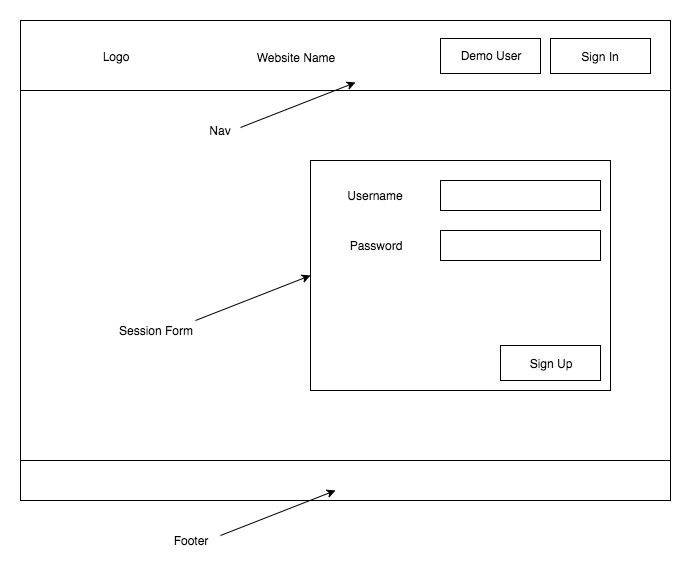 Logo
Website Name
Demo User
Sign In
Nav
Username
Password
Session Form
Sign Up
Footer